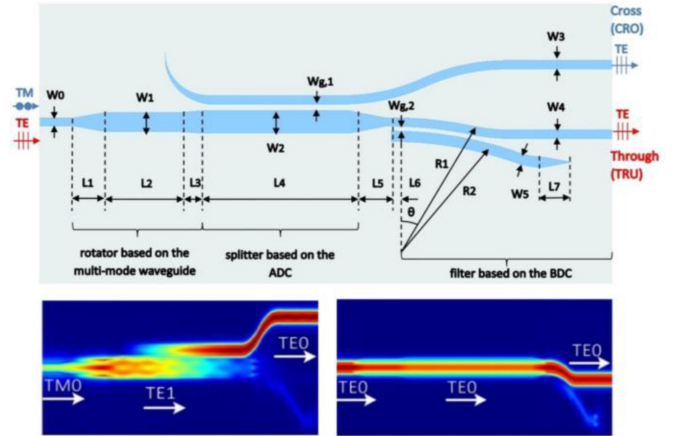 Cross
(CRO)
TE
W3
TM
W0
W1
Wg,1
Wg,2
W4
TE
TE
W2
Through
(TRU)
R1
R2
W5
L1
L2
L3
L4
L5
L6
L7
θ
rotator based on the
multi-mode waveguide
splitter based on the
ADC
filter based on the BDC
TE0
TM0
TE1
TE0
TE0
TE0